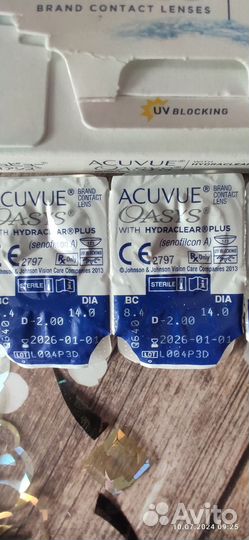 BRAND CONTACT LENSES
UV BLOCKING
ACUVUE
ACUVUE® BRAND CONTACT LENS
OASYS®
WITH HYDRACLEAR® PLUS
(senofilcon A)
CE 2797 Rx Only
© Johnson & Johnson Vision Care Companies 2013
STERILE
BC DIA
8.4 14.0
D-2.00
2026-01-01
LOT L004P3D
ACUVUE® BRAND CONTACT LENS
OASYS®
WITH HYDRACLEAR® PLUS
(senofilcon A)
CE 2797 Rx Only
© Johnson & Johnson Vision Care Companies 2013
STERILE
BC DIA
8.4 14.0
D-2.00
2026-01-01
LOT L004P3D
Avito
10.07.2024 09:25